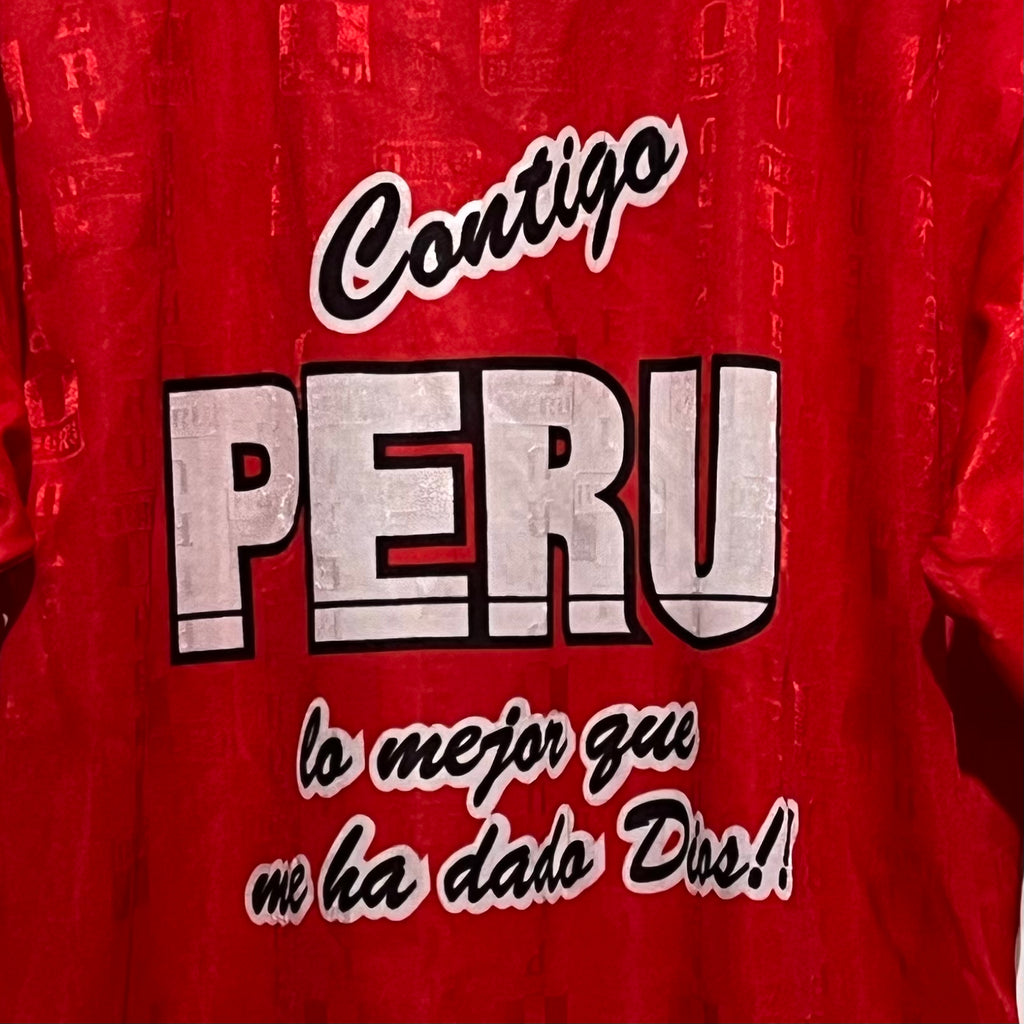 Contigo
PERU
lo mejor que
me ha dado Dios!!